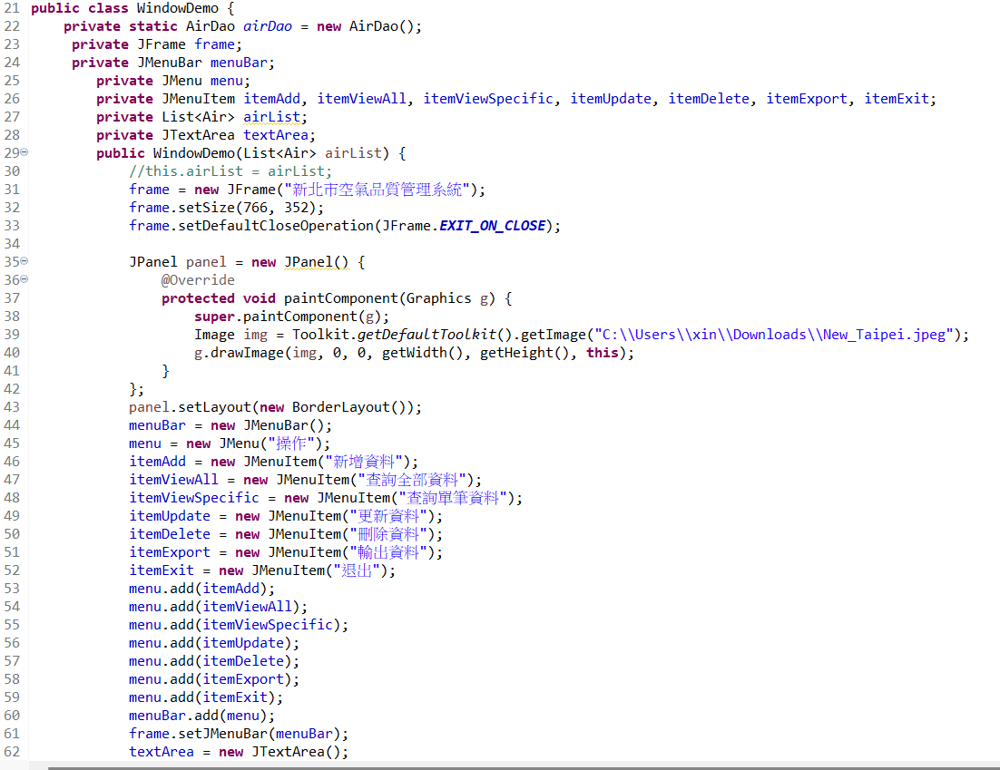 21 public class WindowDemo {
22     private static AirDao airDao = new AirDao();
23      private JFrame frame;
24      private JMenuBar menuBar;
25         private JMenu menu;
26         private JMenuItem itemAdd, itemViewAll, itemViewSpecific, itemUpdate, itemDelete, itemExport, itemExit;
27         private List<Air> airList;
28         private JTextArea textArea;
29         public WindowDemo(List<Air> airList) {
30             //this.airList = airList;
31             frame = new JFrame("新北市空氣品質管理系統");
32             frame.setSize(766, 352);
33             frame.setDefaultCloseOperation(JFrame.EXIT_ON_CLOSE);
34
35             JPanel panel = new JPanel() {
36                 @Override
37                 protected void paintComponent(Graphics g) {
38                     super.paintComponent(g);
39                     Image img = Toolkit.getDefaultToolkit().getImage("C:\\Users\\xin\\Downloads\\New_Taipei.jpeg");
40                     g.drawImage(img, 0, 0, getWidth(), getHeight(), this);
41                 }
42             };
43             panel.setLayout(new BorderLayout());
44             menuBar = new JMenuBar();
45             menu = new JMenu("操作");
46             itemAdd = new JMenuItem("新增資料");
47             itemViewAll = new JMenuItem("查詢全部資料");
48             itemViewSpecific = new JMenuItem("查詢單筆資料");
49             itemUpdate = new JMenuItem("更新資料");
50             itemDelete = new JMenuItem("刪除資料");
51             itemExport = new JMenuItem("輸出資料");
52             itemExit = new JMenuItem("退出");
53             menu.add(itemAdd);
54             menu.add(itemViewAll);
55             menu.add(itemViewSpecific);
56             menu.add(itemUpdate);
57             menu.add(itemDelete);
58             menu.add(itemExport);
59             menu.add(itemExit);
60             menuBar.add(menu);
61             frame.setJMenuBar(menuBar);
62             textArea = new JTextArea();